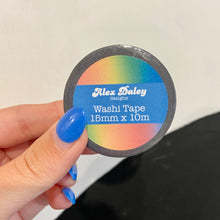 Alex Daley
designs
Washi Tape
15mm x 10m